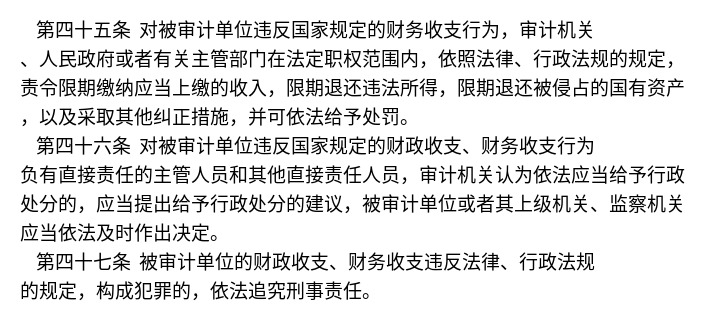 第四十五条 对被审计单位违反国家规定的财务收支行为，审计机关
、人民政府或者有关主管部门在法定职权范围内，依照法律、行政法规的规定，
责令限期缴纳应当上缴的收入，限期退还违法所得，限期退还被侵占的国有资产
，以及采取其他纠正措施，并可依法给予处罚。
第四十六条 对被审计单位违反国家规定的财政收支、财务收支行为
负有直接责任的主管人员和其他直接责任人员，审计机关认为依法应当给予行政
处分的，应当提出给予行政处分的建议，被审计单位或者其上级机关、监察机关
应当依法及时作出决定。
第四十七条 被审计单位的财政收支、财务收支违反法律、行政法规
的规定，构成犯罪的，依法追究刑事责任。